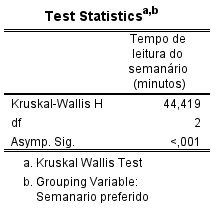 Test Statisticsa,b
Tempo de
leitura do
semanário
(minutos)
Kruskal-Wallis H 44,419
df 2
Asymp. Sig. <,001
a. Kruskal Wallis Test
b. Grouping Variable:
Semanario preferido